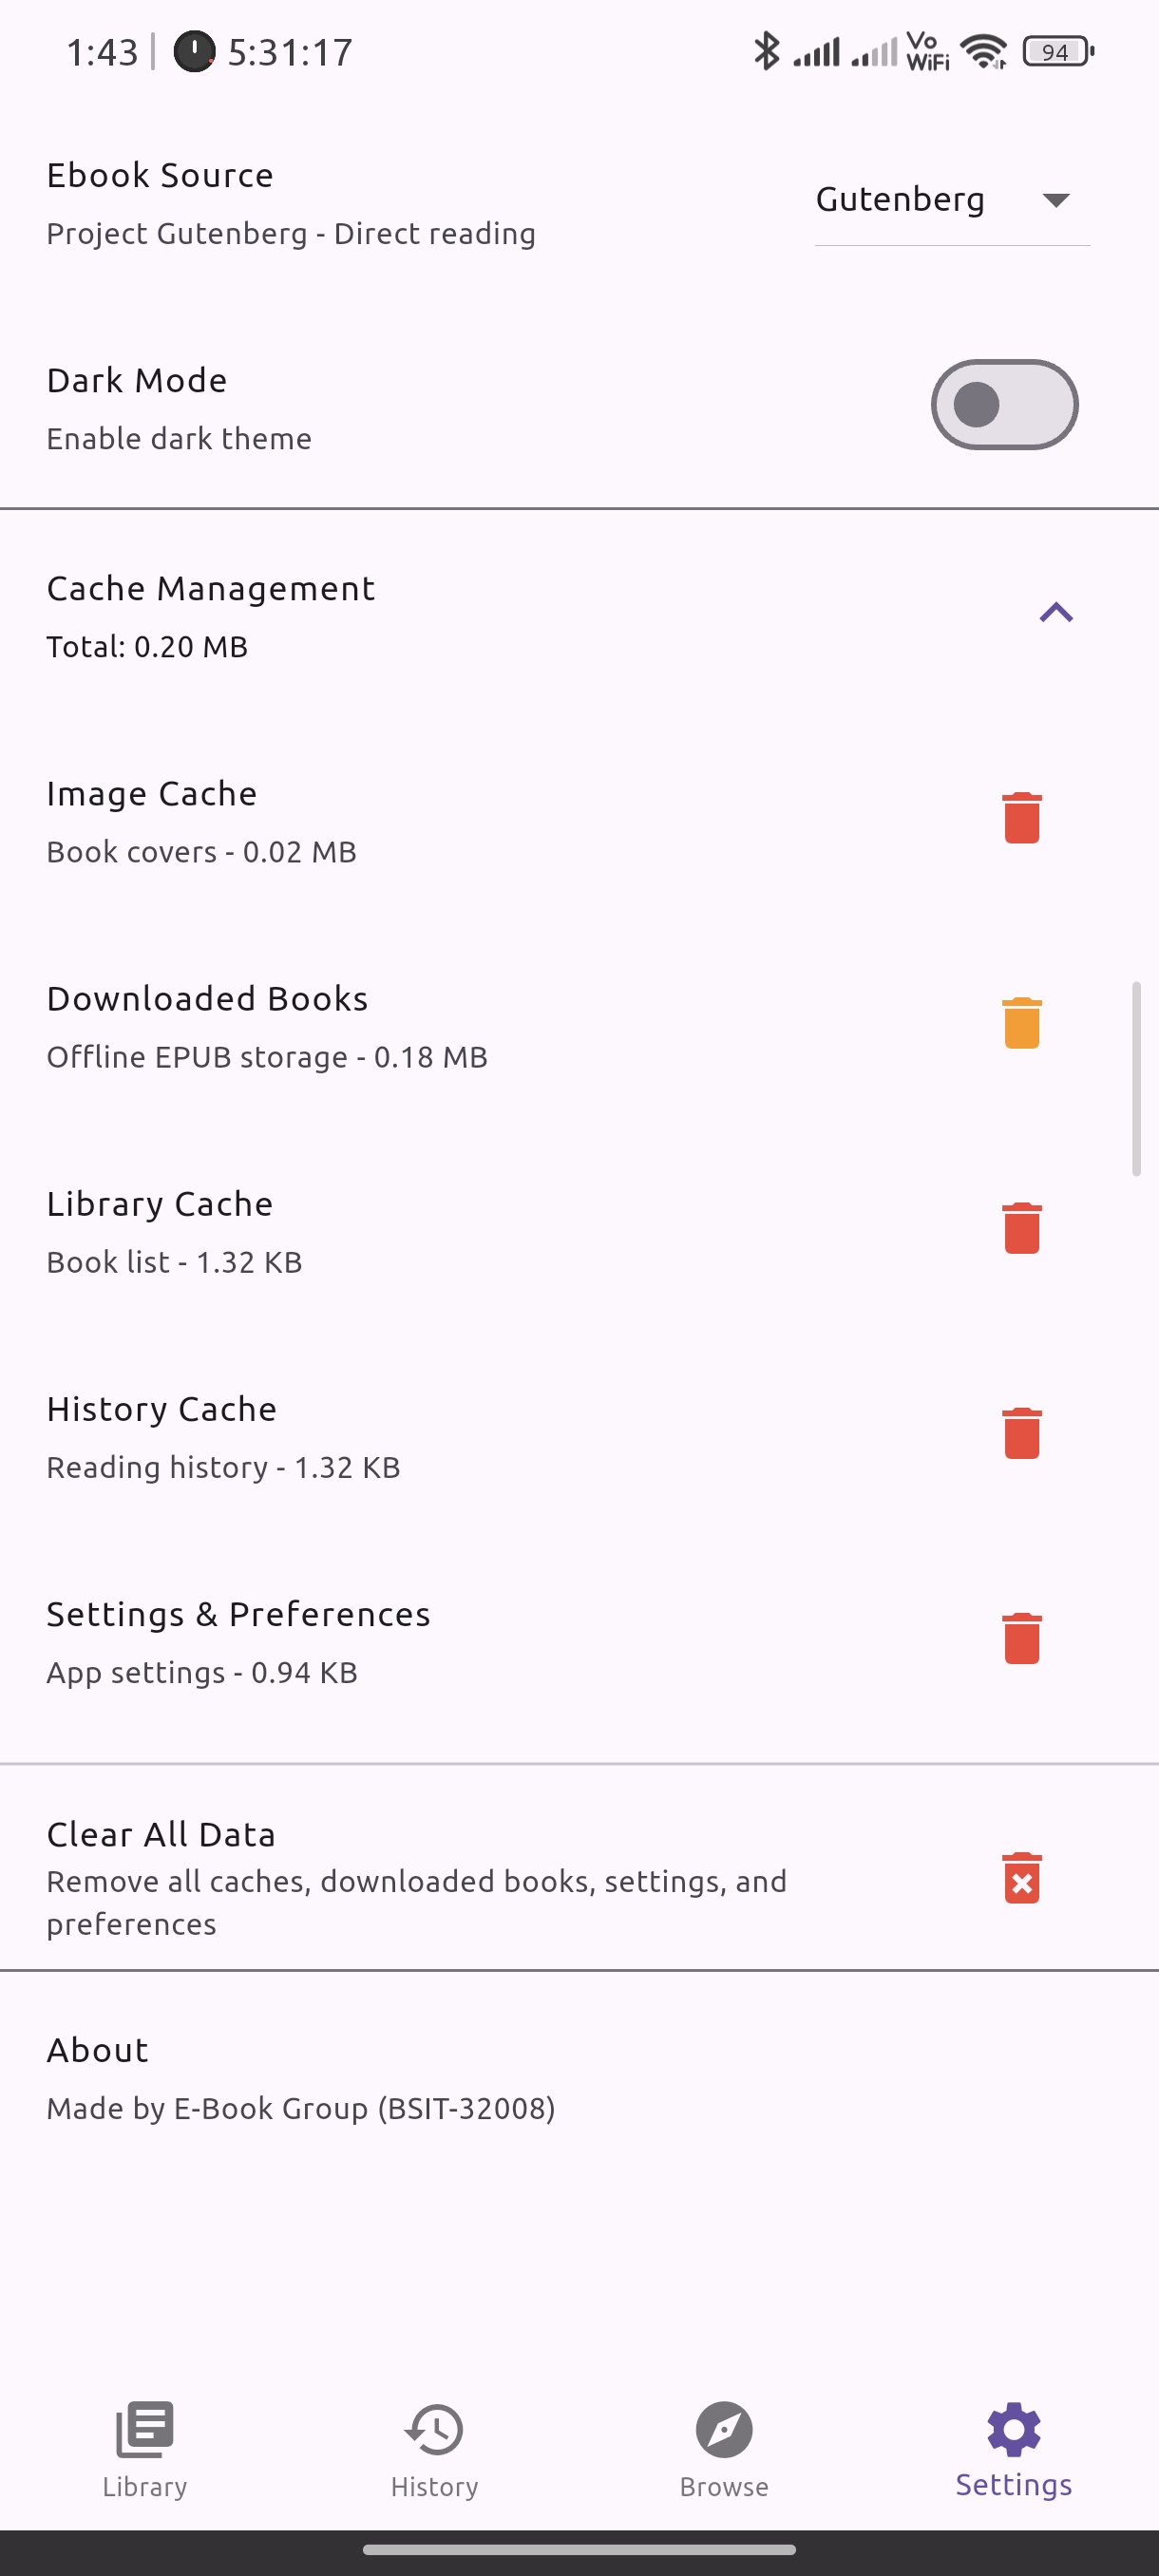 1:43 5:31:17 Vo WiFi 94
Ebook Source
Project Gutenberg - Direct reading
Gutenberg
Dark Mode
Enable dark theme
Cache Management
Total: 0.20 MB
Image Cache
Book covers - 0.02 MB
Downloaded Books
Offline EPUB storage - 0.18 MB
Library Cache
Book list - 1.32 KB
History Cache
Reading history - 1.32 KB
Settings & Preferences
App settings - 0.94 KB
Clear All Data
Remove all caches, downloaded books, settings, and
preferences
About
Made by E-Book Group (BSIT-32008)
Library History Browse Settings